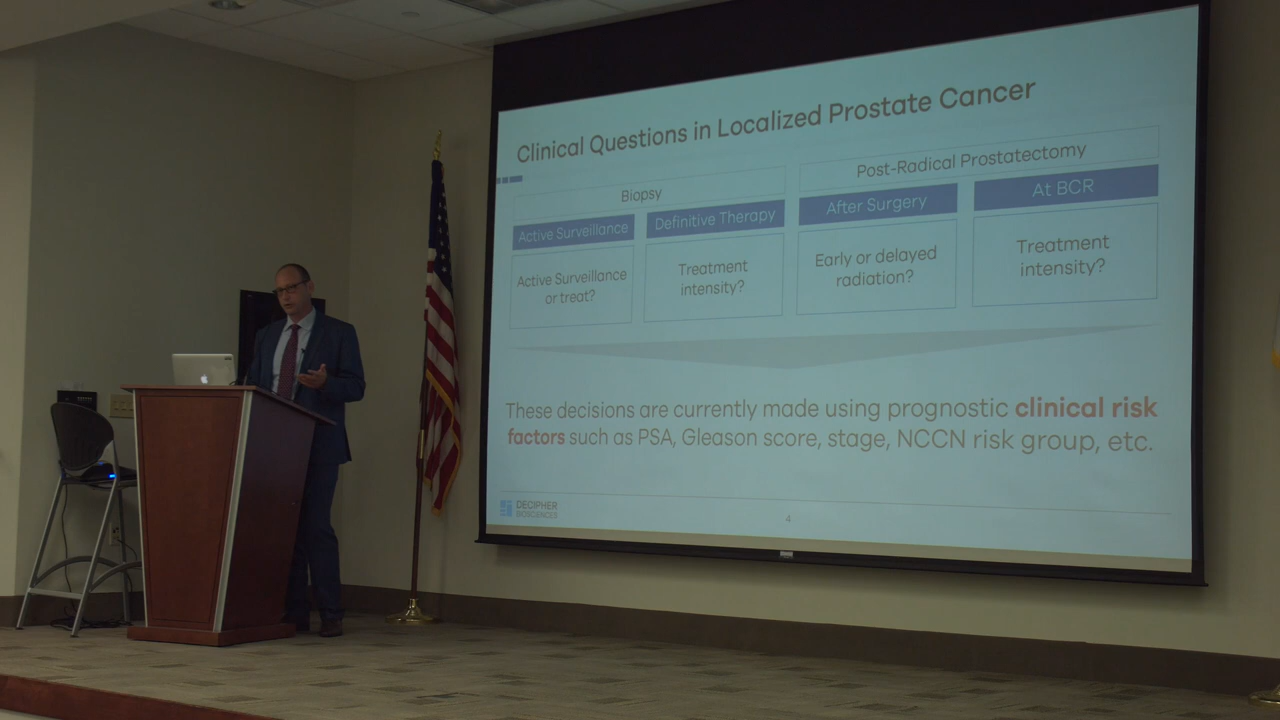 Clinical Questions in Localized Prostate Cancer
Biopsy
Post-Radical Prostatectomy
Active Surveillance
Definitive Therapy
After Surgery
At BCR
Active Surveillance
or treat?
Treatment
intensity?
Early or delayed
radiation?
Treatment
intensity?
These decisions are currently made using prognostic clinical risk
factors such as PSA, Gleason score, stage, NCCN risk group, etc.
DECIPHER
BIOSCIENCES
4